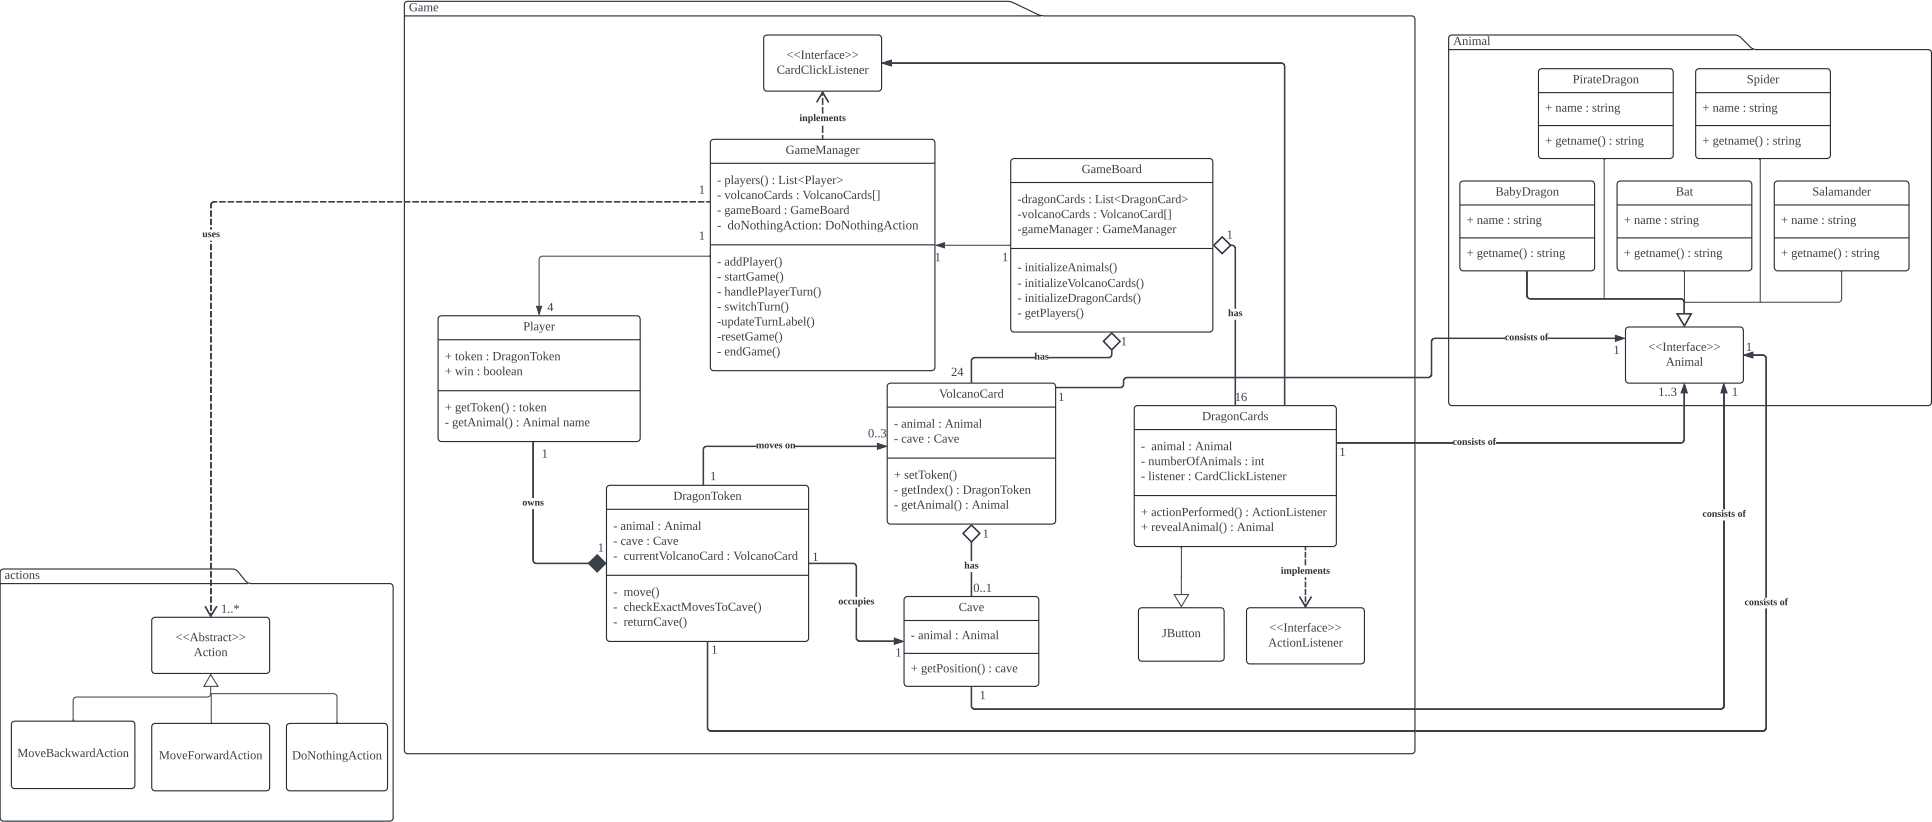 Game
<<Interface>>
CardClickListener
inplements
GameManager
- players() : List<Player>
- volcanoCards : VolcanoCards[]
- gameBoard : GameBoard
- doNothingAction: DoNothingAction
- addPlayer()
- startGame()
- handlePlayerTurn()
- switchTurn()
-updateTurnLabel()
-resetGame()
- endGame()
1
1
1
1
GameBoard
-dragonCards : List<DragonCard>
-volcanoCards : VolcanoCard[]
-gameManager : GameManager
- initializeAnimals()
- initializeVolcanoCards()
- initializeDragonCards()
- getPlayers()
1
has
16
1
has
24
uses
4
Player
+ token : DragonToken
+ win : boolean
+ getToken() : token
- getAnimal() : Animal name
1
owns
1
DragonToken
- animal : Animal
- cave : Cave
- currentVolcanoCard : VolcanoCard
- move()
- checkExactMovesToCave()
- returnCave()
1
moves on
0..3
1
occupies
1
1
VolcanoCard
- animal : Animal
- cave : Cave
+ setToken()
- getIndex() : DragonToken
- getAnimal() : Animal
1
1
has
0..1
Cave
- animal : Animal
+ getPosition() : cave
1
DragonCards
- animal : Animal
- numberOfAnimals : int
- listener : CardClickListener
+ actionPerformed() : ActionListener
+ revealAnimal() : Animal
1
implements
JButton
<<Interface>>
ActionListener
Animal
PirateDragon
+ name : string
+ getname() : string
Spider
+ name : string
+ getname() : string
BabyDragon
+ name : string
+ getname() : string
Bat
+ name : string
+ getname() : string
Salamander
+ name : string
+ getname() : string
consists of
1
<<Interface>>
Animal
1
1..3
1
consists of
consists of
consists of
actions
1..*
<<Abstract>>
Action
MoveBackwardAction
MoveForwardAction
DoNothingAction